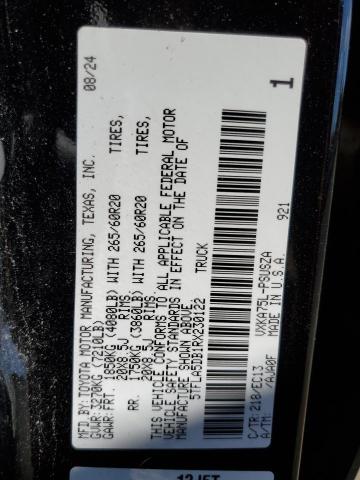 MFD.BY:TOYOTA MOTOR MANUFACTURING, TEXAS, INC. 08/24
GVWR:3270KG (7210LB)
GAWR:FRT. 1850KG (4080LB) WITH 265/60R20 TIRES,
20X8.5J RIMS
RR. 1750KG (3860LB) WITH 265/60R20 TIRES,
20X8.5J RIMS
THIS VEHICLE CONFORMS TO ALL APPLICABLE FEDERAL MOTOR
VEHICLE SAFETY STANDARDS IN EFFECT ON THE DATE OF
MANUFACTURE SHOWN ABOVE.
5TFLA5DB1RX230122 TRUCK
C/TR:218/EC13 VXKA75L-PSUSZA
A/TM: /AJA0F MADE IN U.S.A.
921
1